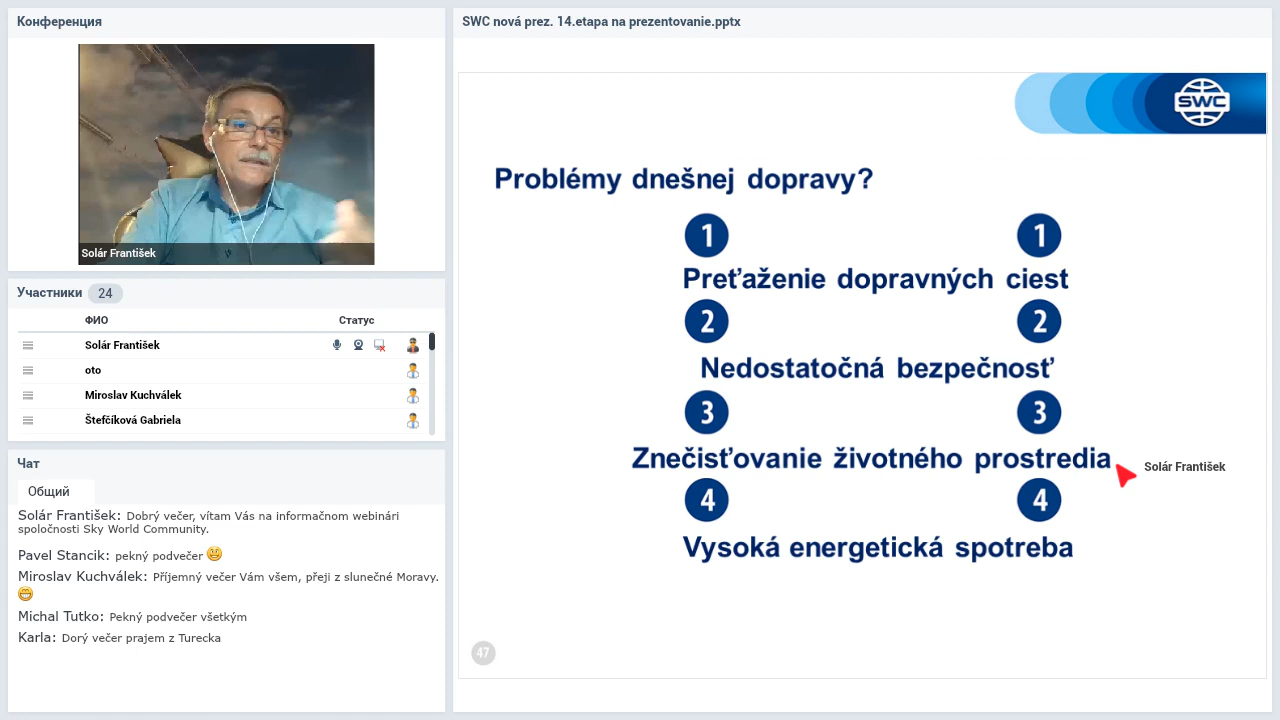 Конференция
Solár František
Участники 24
ФИО Статус
Solár František
oto
Miroslav Kuchválek
Štefčíková Gabriela
Чат
Общий
Solár František: Dobrý večer, vítam Vás na informačnom webinári
spoločnosti Sky World Community.
Pavel Stancik: pekný podvečer
Miroslav Kuchválek: Příjemný večer Vám všem, přeji z slunečné Moravy.
Michal Tutko: Pekný podvečer všetkým
Karla: Dorý večer prajem z Turecka
SWC nová prez. 14.etapa na prezentovanie.pptx
SWC
Problémy dnešnej dopravy?
1 1
Preťaženie dopravných ciest
2 2
Nedostatočná bezpečnosť
3 3
Znečisťovanie životného prostredia
Solár František
4 4
Vysoká energetická spotreba
47